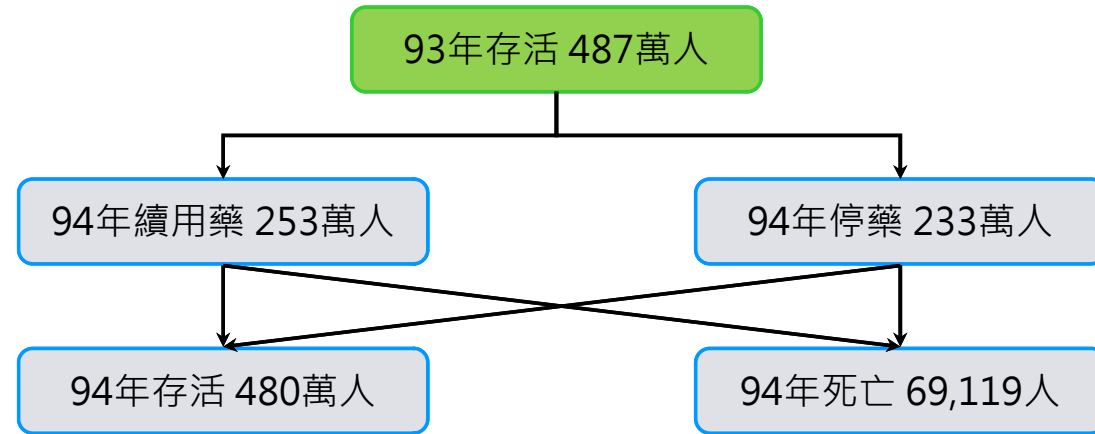 93年存活 487萬人
94年續用藥 253萬人
94年停藥 233萬人
94年存活 480萬人
94年死亡 69,119人